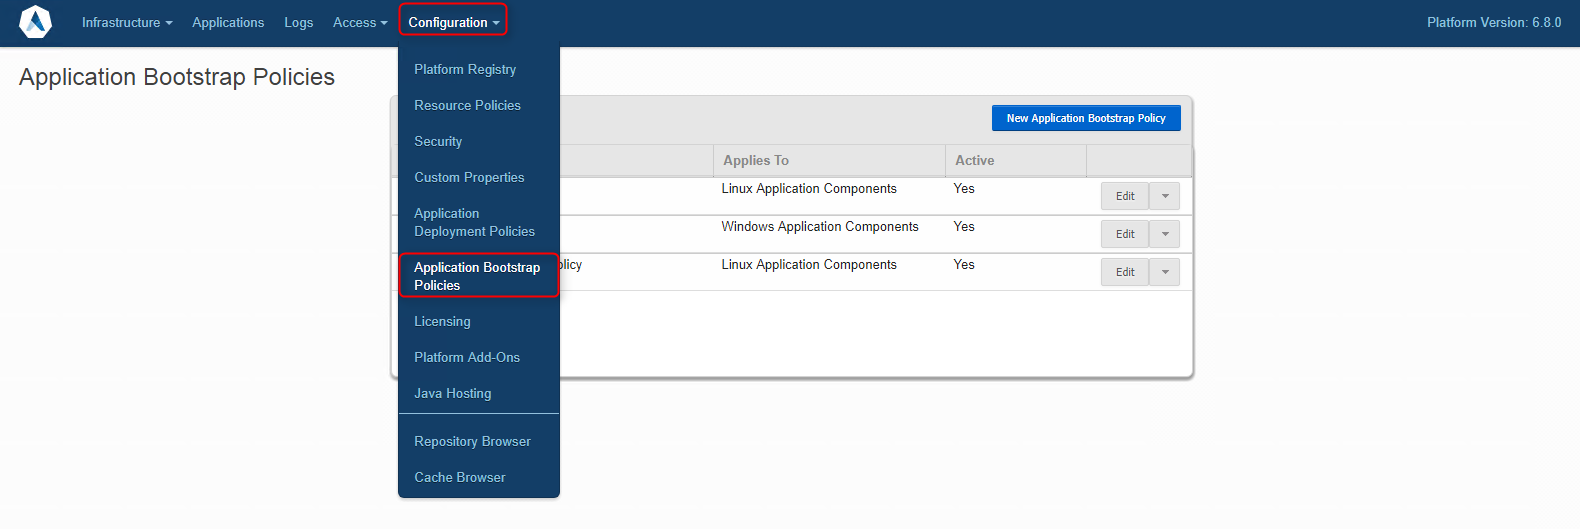 Infrastructure Applications Logs Access Configuration Platform Version: 6.8.0
Application Bootstrap Policies
Platform Registry
Resource Policies
Security
Custom Properties
Application
Deployment Policies
Application Bootstrap
Policies
Licensing
Platform Add-Ons
Java Hosting
Repository Browser
Cache Browser
New Application Bootstrap Policy
Applies To Active
Linux Application Components Yes Edit
Windows Application Components Yes Edit
Linux Application Components Yes Edit